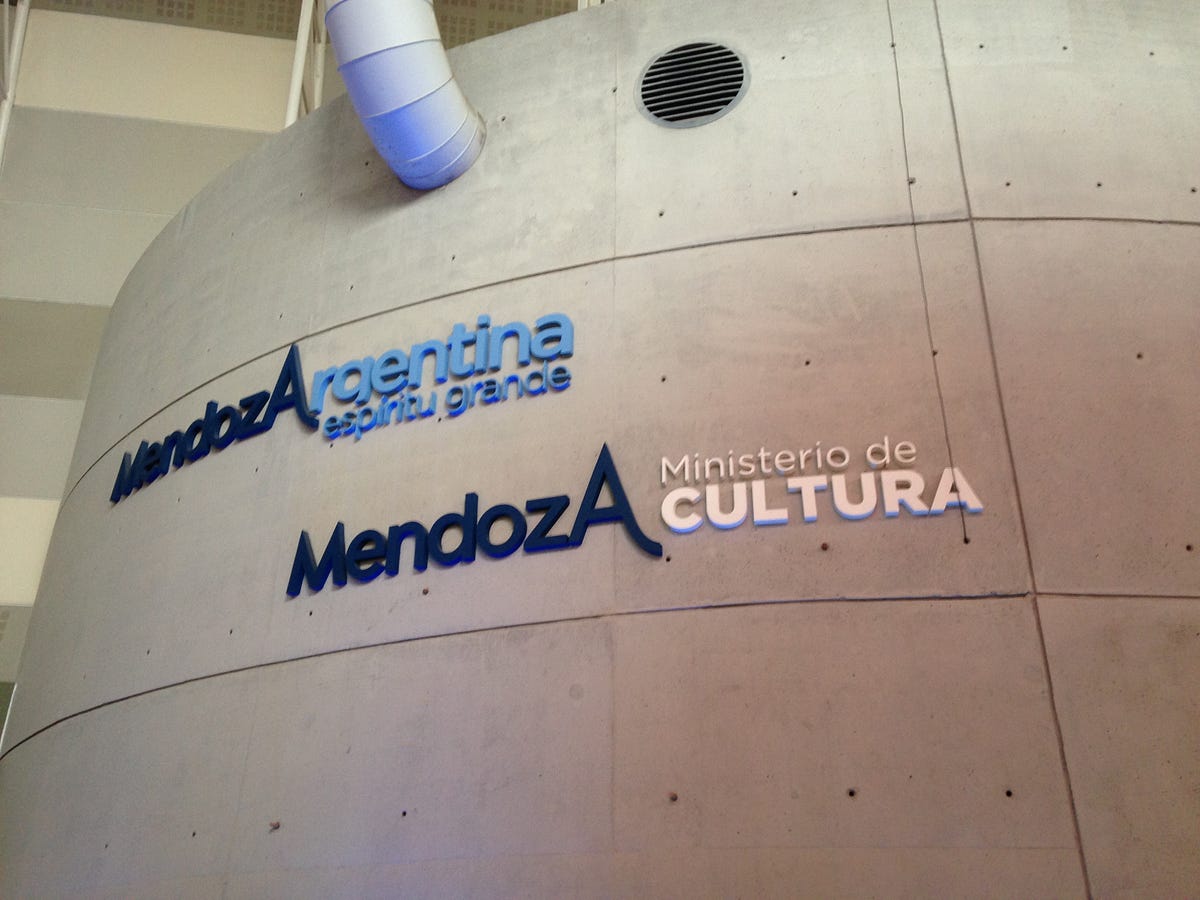 MendozArgentina
espíritu grande
MendozA
Ministerio de
CULTURA